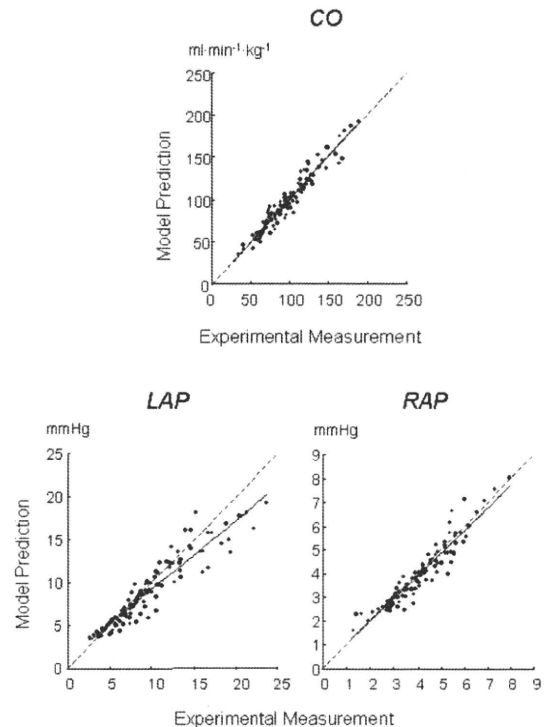 CO
ml·min-1·kg-1
250
200
150
100
50
0
Model Prediction
0 50 100 150 200 250
Experimental Measurement
LAP
mmHg
25
20
15
10
5
0
Model Prediction
0 5 10 15 20 25
RAP
mmHg
9
8
7
6
5
4
3
2
1
0
0 1 2 3 4 5 6 7 8 9
Experimental Measurement